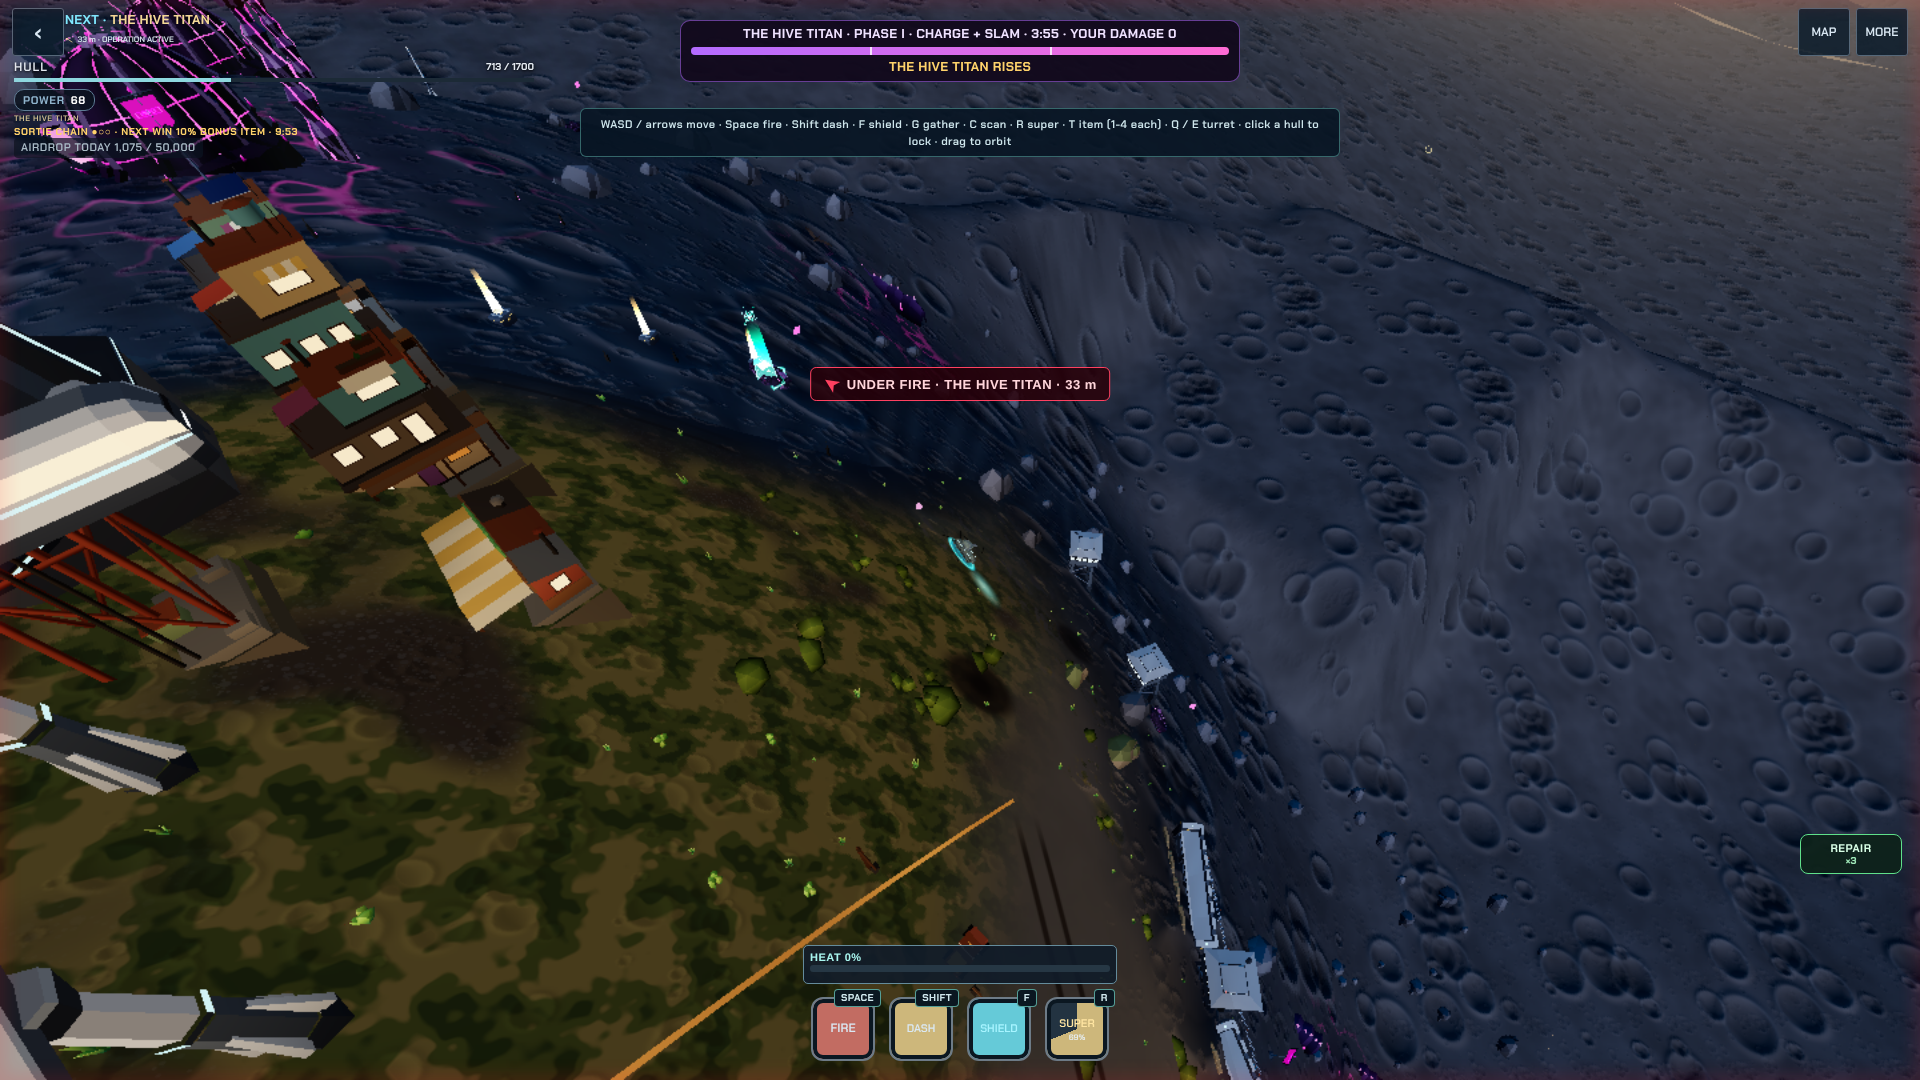 NEXT · THE HIVE TITAN
33 m · OPERATION ACTIVE
HULL
713 / 1700
POWER 68
THE HIVE TITAN
SORTIE CHAIN ●○○ · NEXT WIN 10% BONUS ITEM · 9:53
AIRDROP TODAY 1,075 / 50,000
THE HIVE TITAN · PHASE I · CHARGE + SLAM · 3:55 · YOUR DAMAGE 0
THE HIVE TITAN RISES
WASD / arrows move · Space fire · Shift dash · F shield · G gather · C scan · R super · T item (1-4 each) · Q / E turret · click a hull to
lock · drag to orbit
MAP
MORE
UNDER FIRE · THE HIVE TITAN · 33 m
REPAIR
×3
HEAT 0%
SPACE
FIRE
SHIFT
DASH
F
SHIELD
R
SUPER